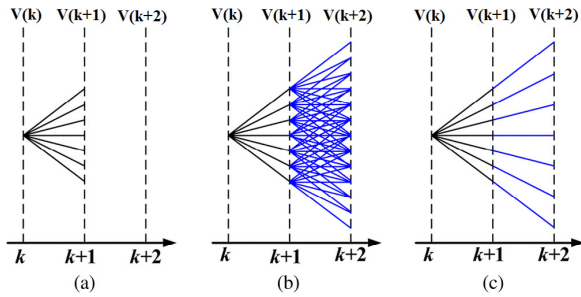 V(k) V(k+1) V(k+2) V(k) V(k+1) V(k+2) V(k) V(k+1) V(k+2)
k k+1 k+2 k k+1 k+2 k k+1 k+2
(a) (b) (c)